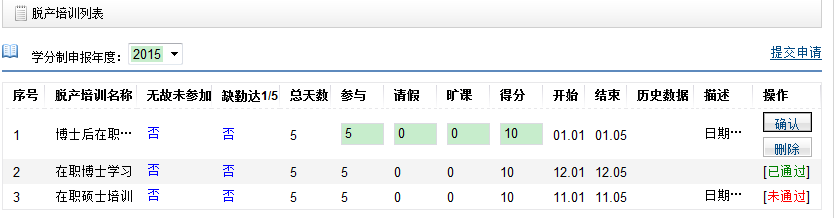 脱产培训列表
学分制申报年度： 2015 提交申请
序号 脱产培训名称 无故未参加 缺勤达1/5 总天数 参与 请假 旷课 得分 开始 结束 历史数据 描述 操作
1 博士后在职… 否 否 5 5 0 0 10 01.01 01.05 日期… 确认
删除
2 在职博士学习 否 否 5 5 0 0 10 12.01 12.05 [已通过]
3 在职硕士培训 否 否 5 5 0 0 10 11.01 11.05 日期… [未通过]